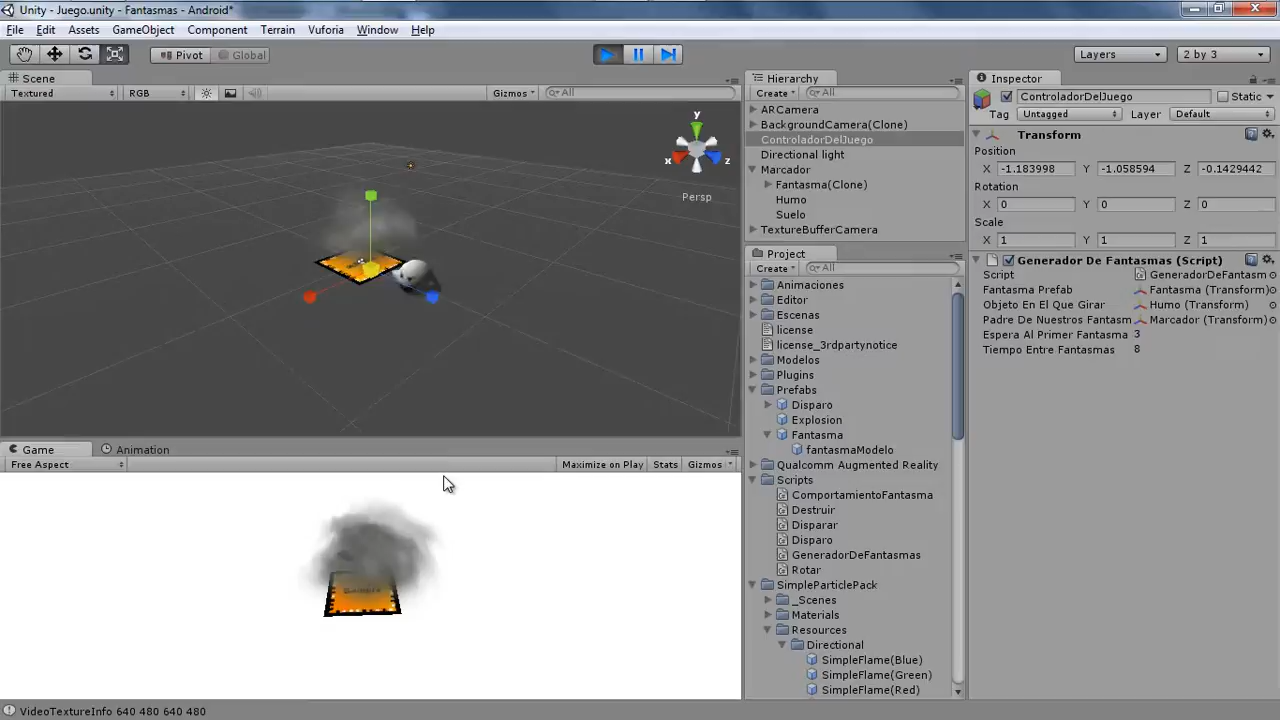 Unity - Juego.unity - Fantasmas - Android*
File Edit Assets GameObject Component Terrain Vuforia Window Help
Pivot Global Layers 2 by 3
Scene
Textured RGB Gizmos All
y
x z
Persp
Game Animation
Free Aspect Maximize on Play Stats Gizmos
VideoTextureInfo 640 480 640 480
Hierarchy
Create All
ARCamera
BackgroundCamera(Clone)
ControladorDelJuego
Directional light
Marcador
Fantasma(Clone)
Humo
Suelo
TextureBufferCamera
Project
Create All
Animaciones
Editor
Escenas
license
license_3rdpartynotice
Modelos
Plugins
Prefabs
Disparo
Explosion
Fantasma
fantasmaModelo
Qualcomm Augmented Reality
Scripts
ComportamientoFantasma
Destruir
Disparar
Disparo
GeneradorDeFantasmas
Rotar
SimpleParticlePack
_Scenes
Materials
Resources
Directional
SimpleFlame(Blue)
SimpleFlame(Green)
SimpleFlame(Red)
Inspector
ControladorDelJuego Static
Tag Untagged Layer Default
Transform
Position
X -1.183998 Y -1.058594 Z -0.1429442
Rotation
X 0 Y 0 Z 0
Scale
X 1 Y 1 Z 1
Generador De Fantasmas (Script)
Script GeneradorDeFantasm
Fantasma Prefab Fantasma (Transform)
Objeto En El Que Girar Humo (Transform)
Padre De Nuestros Fantasm Marcador (Transform)
Espera Al Primer Fantasma 3
Tiempo Entre Fantasmas 8